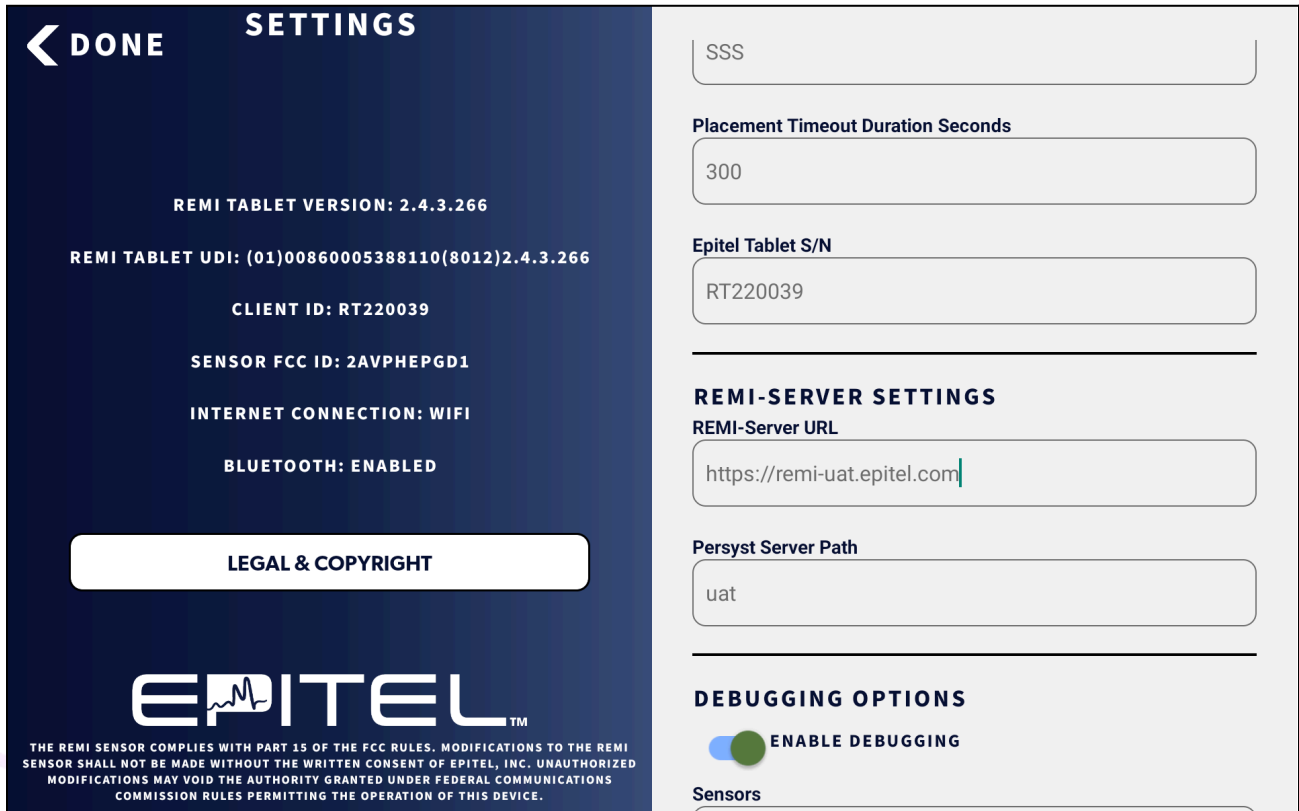 SETTINGS
DONE
REMI TABLET VERSION: 2.4.3.266
REMI TABLET UDI: (01)00860005388110(8012)2.4.3.266
CLIENT ID: RT220039
SENSOR FCC ID: 2AVPHEPGD1
INTERNET CONNECTION: WIFI
BLUETOOTH: ENABLED
LEGAL & COPYRIGHT
EPITEL™
THE REMI SENSOR COMPLIES WITH PART 15 OF THE FCC RULES. MODIFICATIONS TO THE REMI
SENSOR SHALL NOT BE MADE WITHOUT THE WRITTEN CONSENT OF EPITEL, INC. UNAUTHORIZED
MODIFICATIONS MAY VOID THE AUTHORITY GRANTED UNDER FEDERAL COMMUNICATIONS
COMMISSION RULES PERMITTING THE OPERATION OF THIS DEVICE.
SSS
Placement Timeout Duration Seconds
300
Epitel Tablet S/N
RT220039
REMI-SERVER SETTINGS
REMI-Server URL
https://remi-uat.epitel.com
Persyst Server Path
uat
DEBUGGING OPTIONS
ENABLE DEBUGGING
Sensors